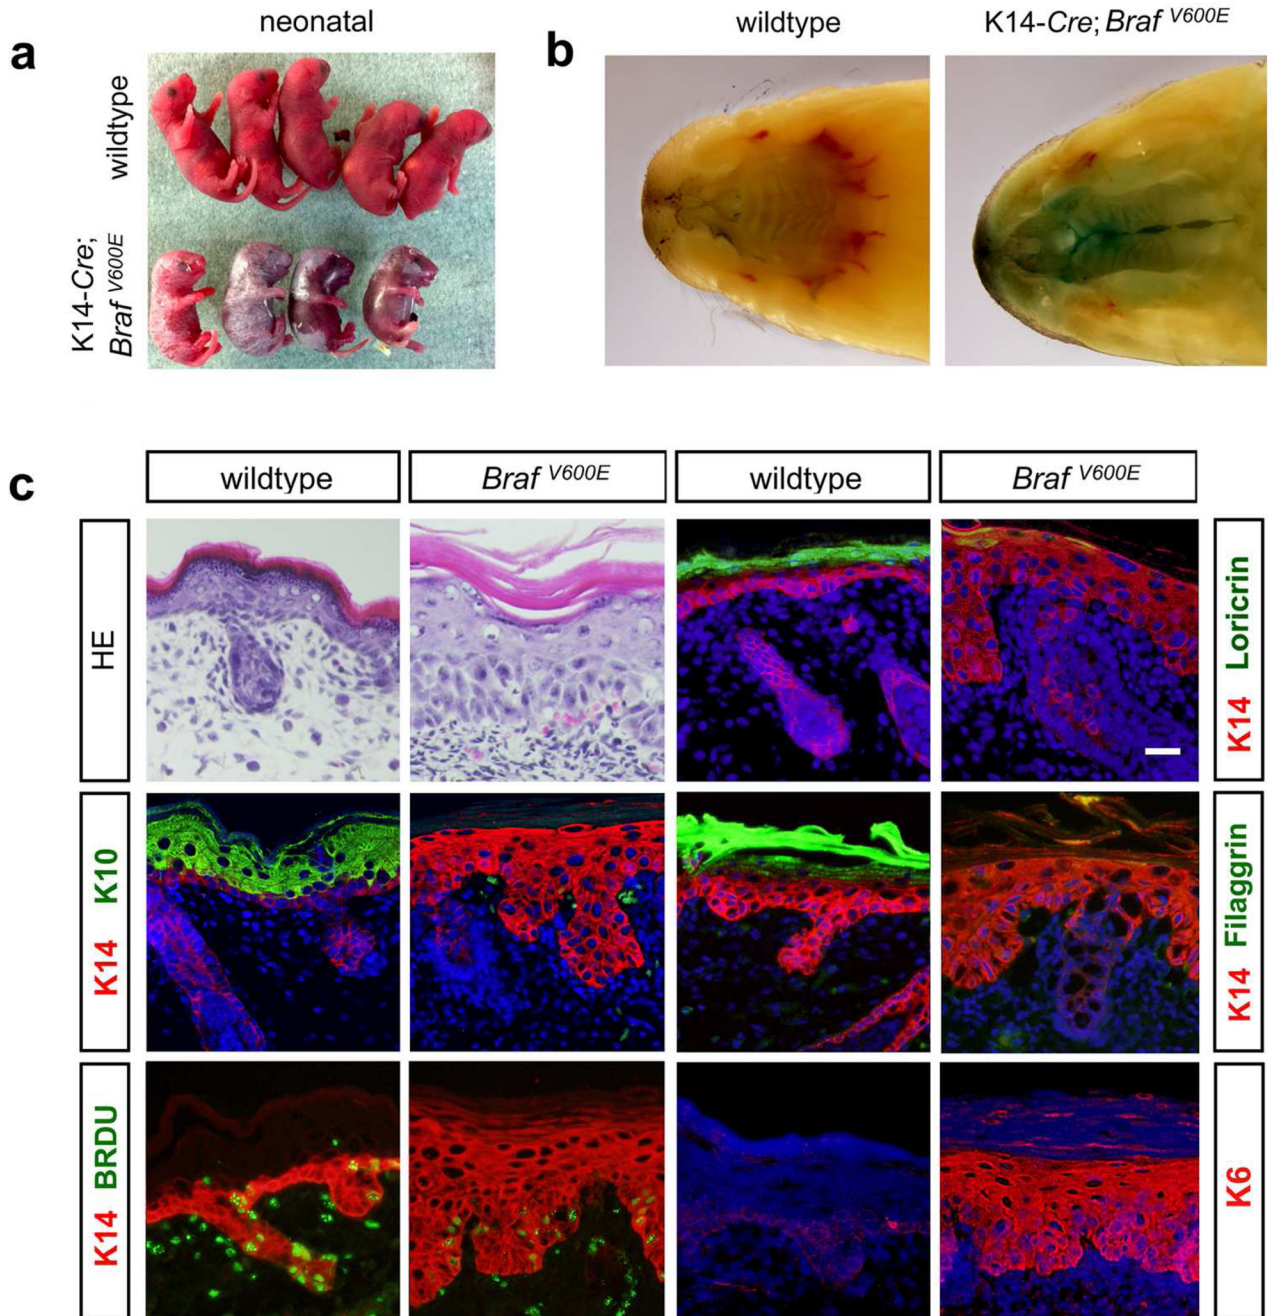 a
neonatal
wildtype
K14-Cre;
Braf V600E
b
wildtype
K14-Cre; Braf V600E
c
wildtype
Braf V600E
wildtype
Braf V600E
HE
K14 Loricrin
K14 K10
K14 Filaggrin
K14 BRDU
K6